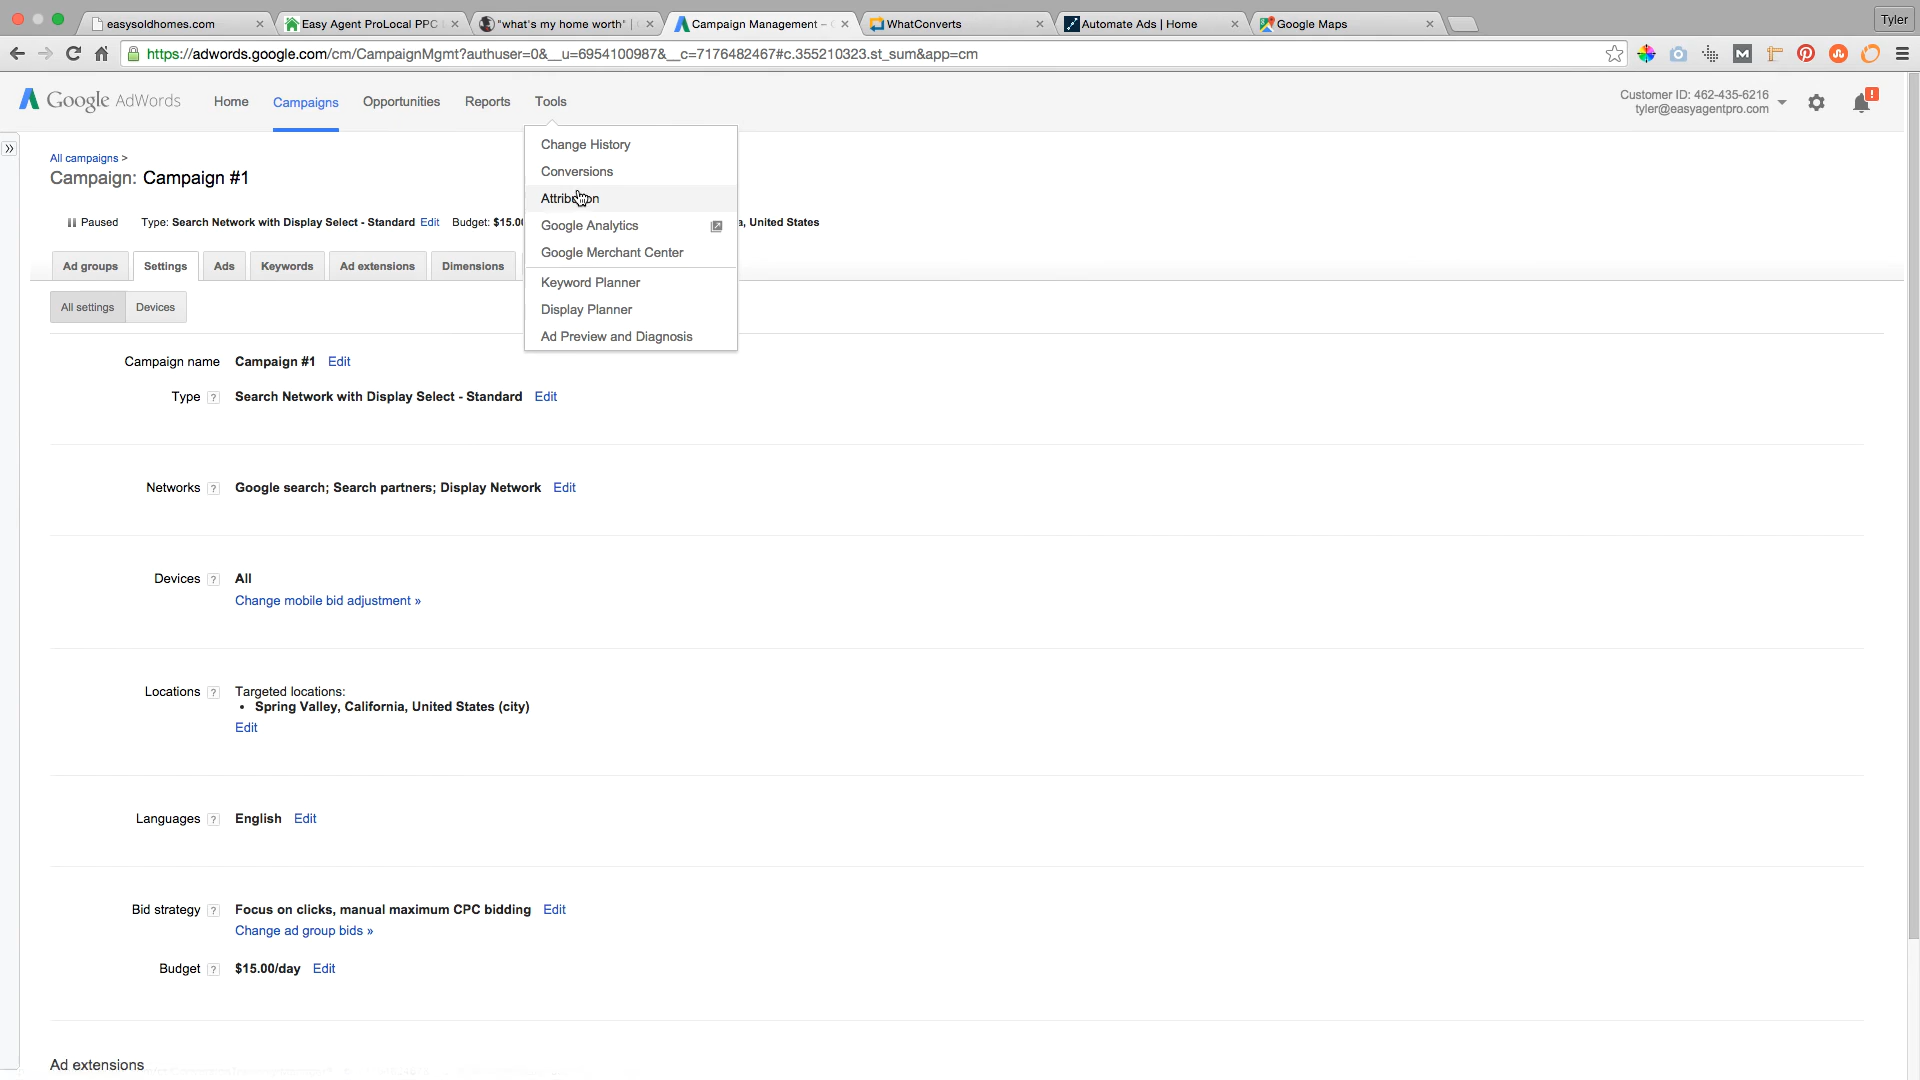 easysoldhomes.com
Easy Agent ProLocal PPC
"what's my home worth" |
Campaign Management –
WhatConverts
Automate Ads | Home
Google Maps
Tyler
https://adwords.google.com/cm/CampaignMgmt?authuser=0&__u=6954100987&__c=7176482467#c.355210323.st_sum&app=cm
M
Google AdWords
Home
Campaigns
Opportunities
Reports
Tools
Customer ID: 462-435-6216
tyler@easyagentpro.com
!
»
All campaigns >
Campaign: Campaign #1
Paused
Type: Search Network with Display Select - Standard Edit
Budget: $15.0
, United States
Change History
Conversions
Attribution
Google Analytics
Google Merchant Center
Keyword Planner
Display Planner
Ad Preview and Diagnosis
Ad groups
Settings
Ads
Keywords
Ad extensions
Dimensions
All settings
Devices
Campaign name Campaign #1 Edit
Type ? Search Network with Display Select - Standard Edit
Networks ? Google search; Search partners; Display Network Edit
Devices ? All
Change mobile bid adjustment »
Locations ? Targeted locations:
• Spring Valley, California, United States (city)
Edit
Languages ? English Edit
Bid strategy ? Focus on clicks, manual maximum CPC bidding Edit
Change ad group bids »
Budget ? $15.00/day Edit
Ad extensions